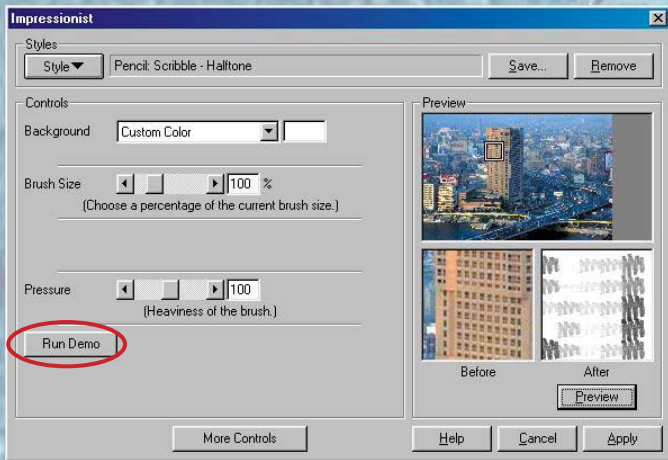 Impressionist
Styles
Style
Pencil: Scribble - Halftone
Save...
Remove
Controls
Background
Custom Color
Brush Size
100 %
(Choose a percentage of the current brush size.)
Pressure
100
(Heaviness of the brush.)
Run Demo
More Controls
Preview
Before
After
Preview
Help
Cancel
Apply